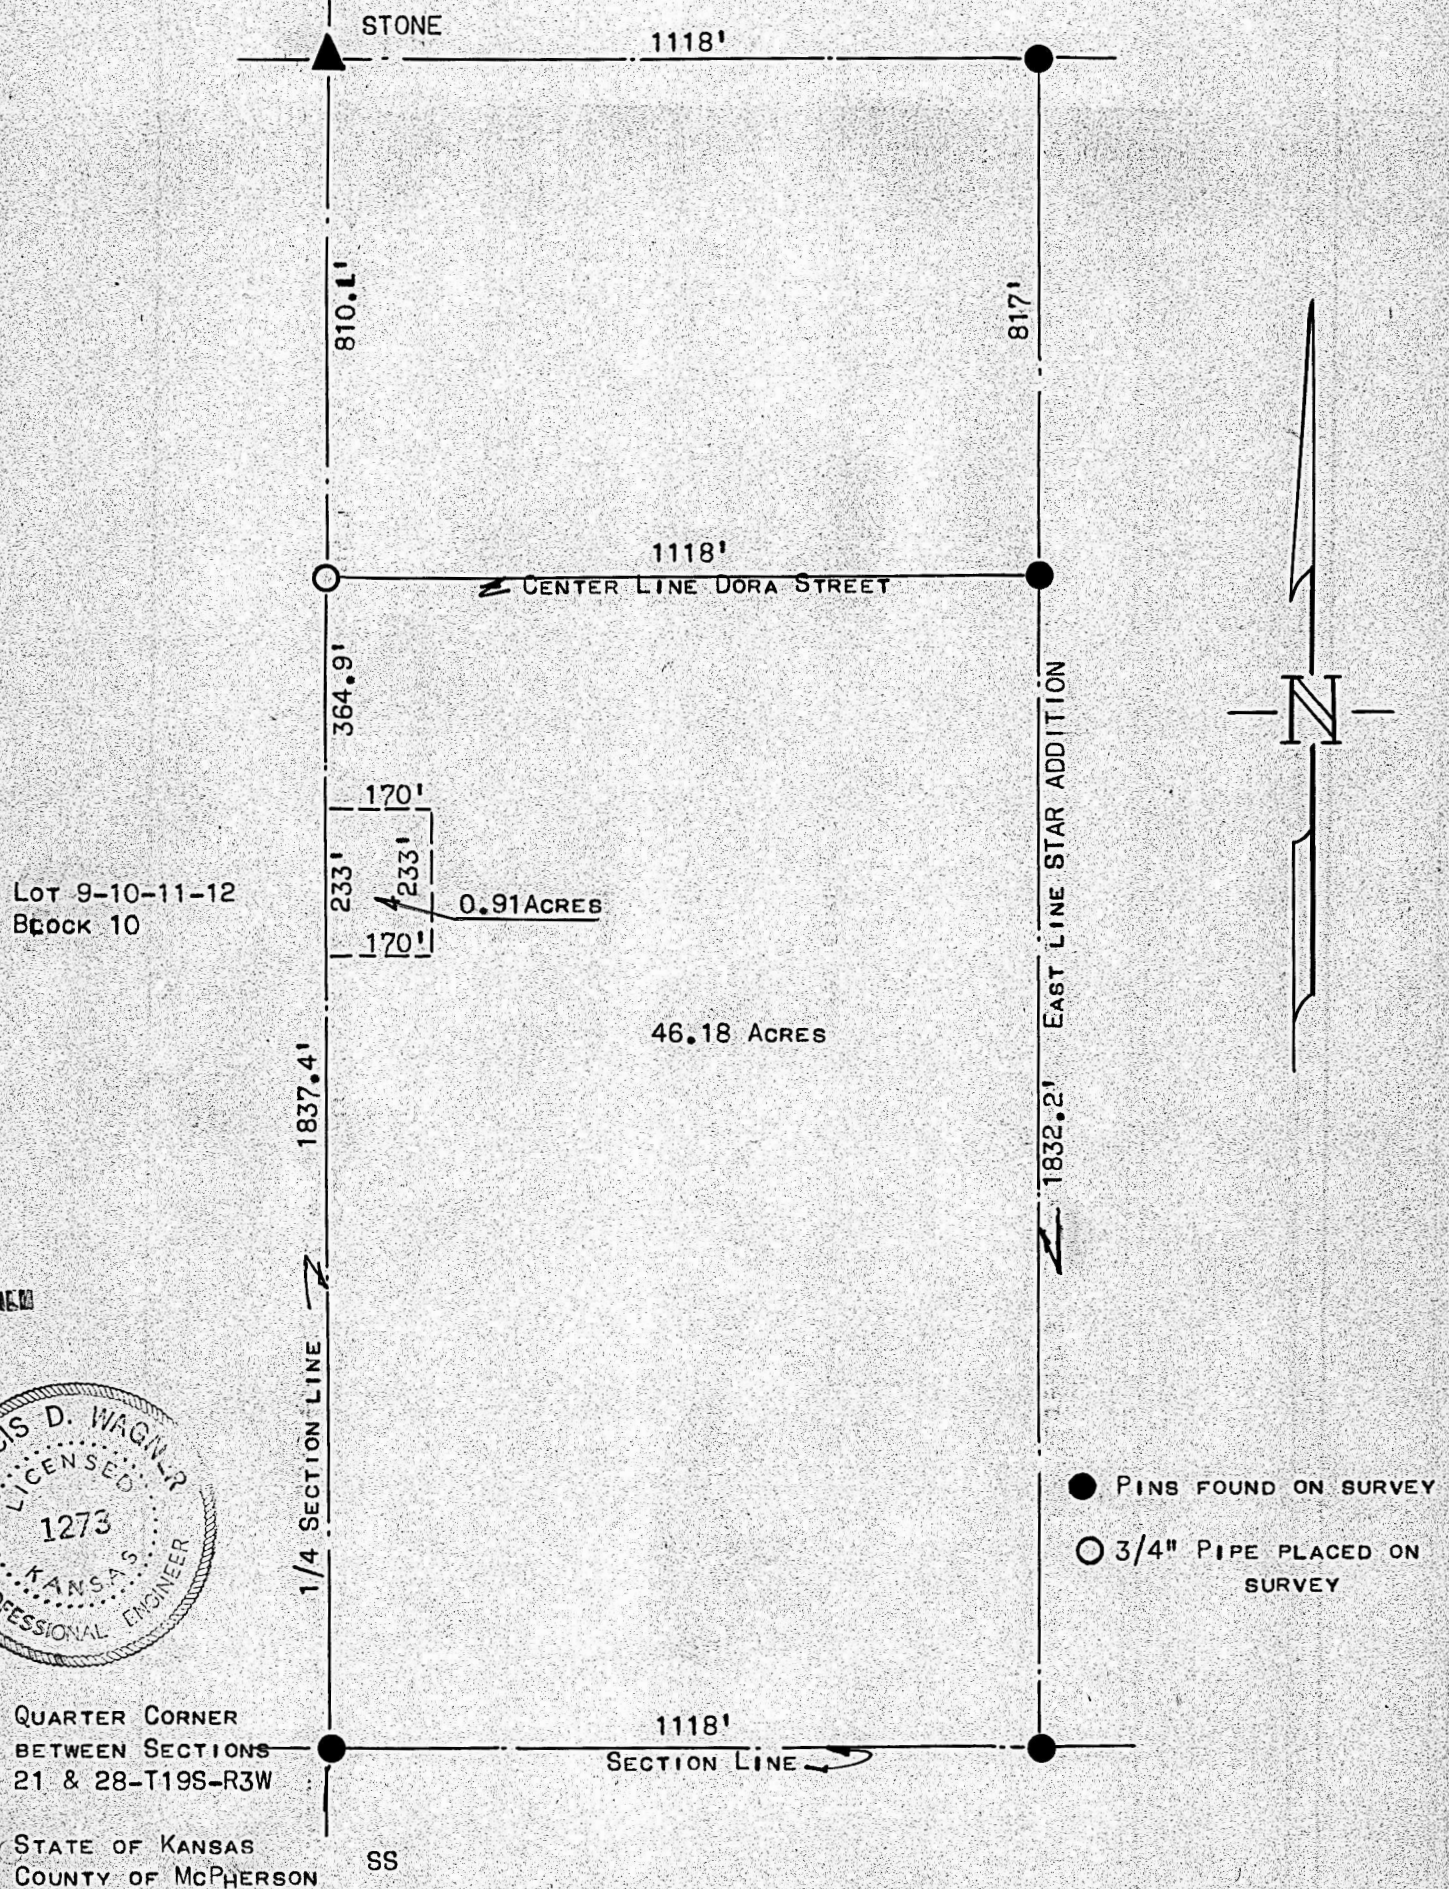 STONE
1118'
810.1'
817'
1118'
CENTER LINE DORA STREET
364.9'
170'
233'
233'
0.91 ACRES
170'
LOT 9-10-11-12
BLOCK 10
EAST LINE STAR ADDITION
N
46.18 ACRES
1837.4'
1832.2'
1/4 SECTION LINE
CIS D. WAGNER
LICENSED
1273
KANSAS
OFESSIONAL ENGINEER
PINS FOUND ON SURVEY
3/4" PIPE PLACED ON
SURVEY
QUARTER CORNER
BETWEEN SECTIONS
21 & 28-T19S-R3W
1118'
SECTION LINE
STATE OF KANSAS
SS
COUNTY OF MCPHERSON